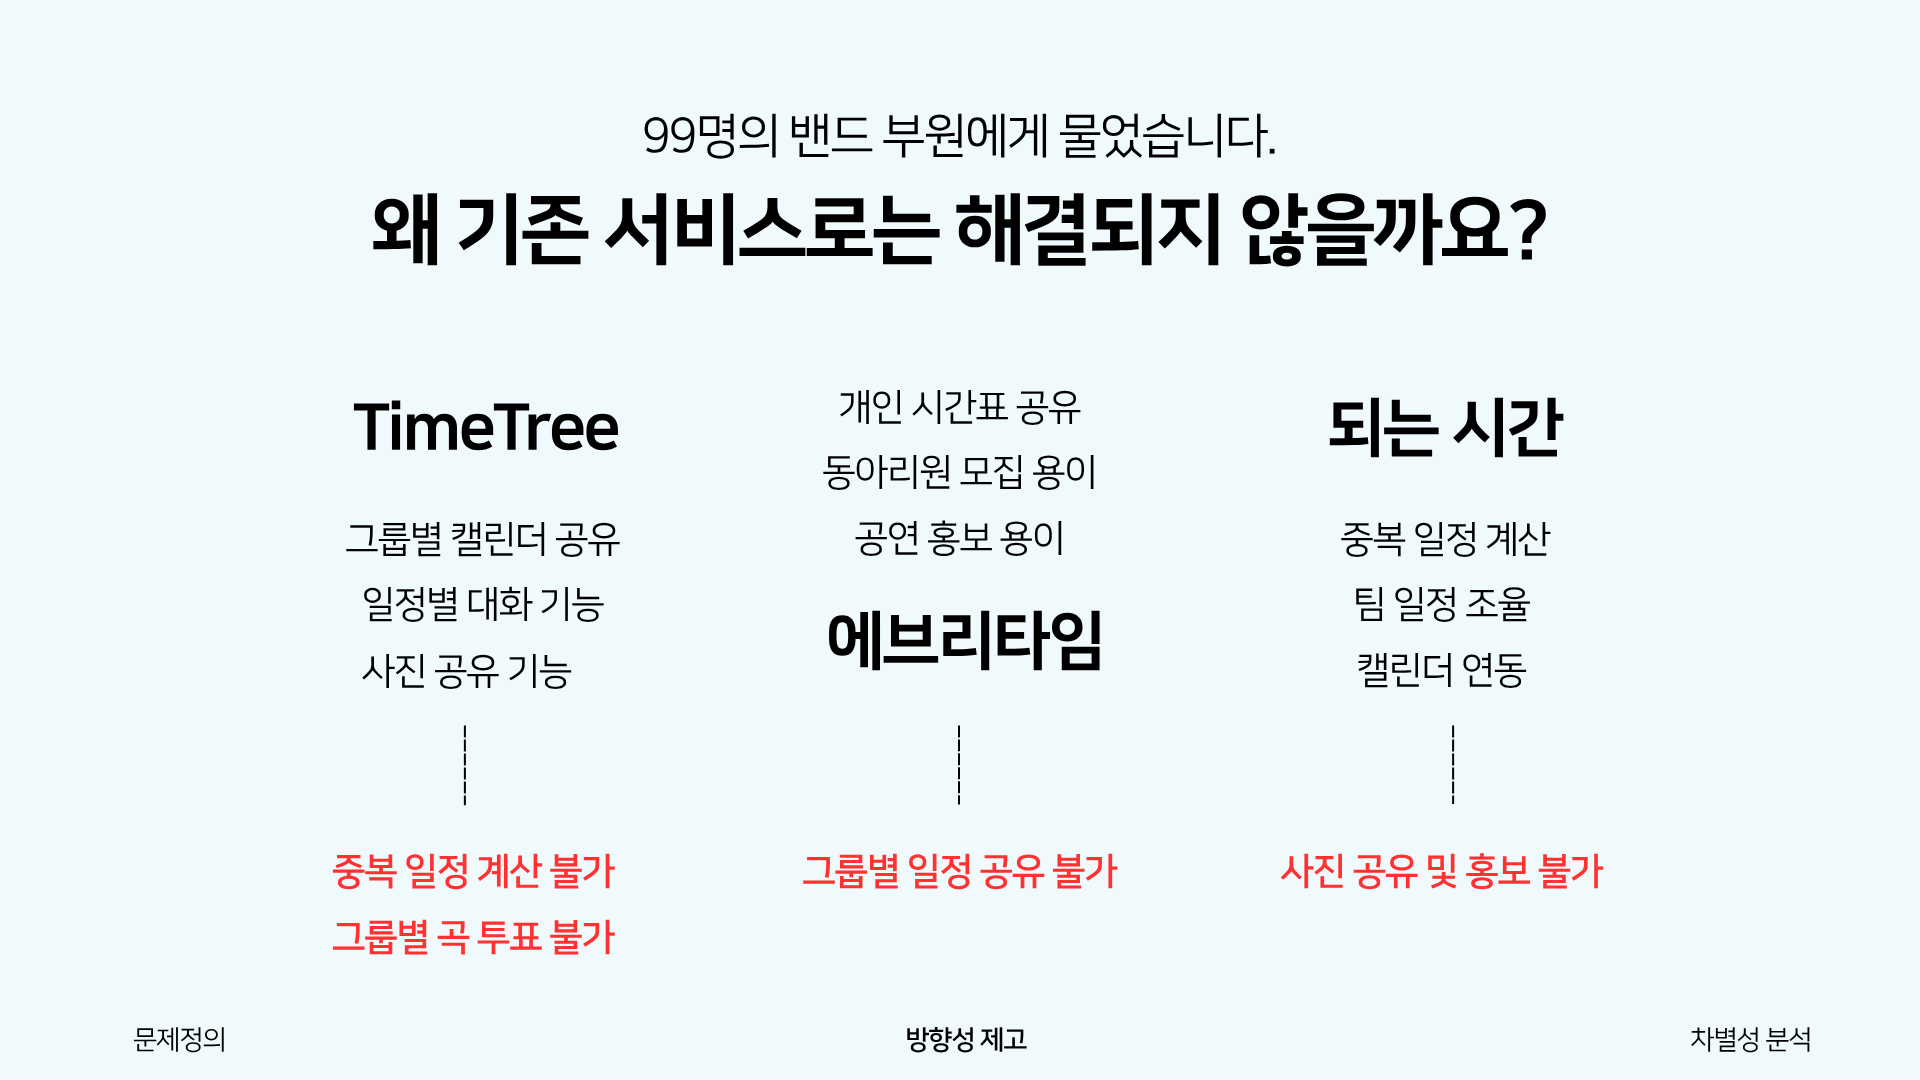 99명의 밴드 부원에게 물었습니다.
왜 기존 서비스로는 해결되지 않을까요?
TimeTree
그룹별 캘린더 공유
일정별 대화 기능
사진 공유 기능
중복 일정 계산 불가
그룹별 곡 투표 불가
개인 시간표 공유
동아리원 모집 용이
공연 홍보 용이
에브리타임
그룹별 일정 공유 불가
되는 시간
중복 일정 계산
팀 일정 조율
캘린더 연동
사진 공유 및 홍보 불가
문제정의
방향성 제고
차별성 분석